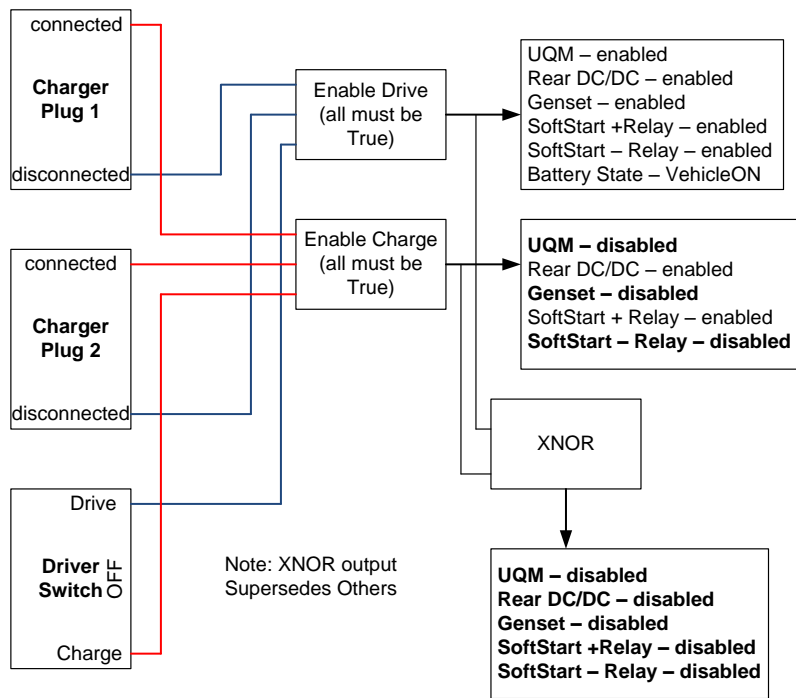 connected
Charger
Plug 1
disconnected
connected
Charger
Plug 2
disconnected
Drive
Driver
Switch
OFF
Charge
Enable Drive
(all must be
True)
Enable Charge
(all must be
True)
UQM – enabled
Rear DC/DC – enabled
Genset – enabled
SoftStart +Relay – enabled
SoftStart – Relay – enabled
Battery State – VehicleON
UQM – disabled
Rear DC/DC – enabled
Genset – disabled
SoftStart + Relay – enabled
SoftStart – Relay – disabled
XNOR
Note: XNOR output
Supersedes Others
UQM – disabled
Rear DC/DC – disabled
Genset – disabled
SoftStart +Relay – disabled
SoftStart – Relay – disabled